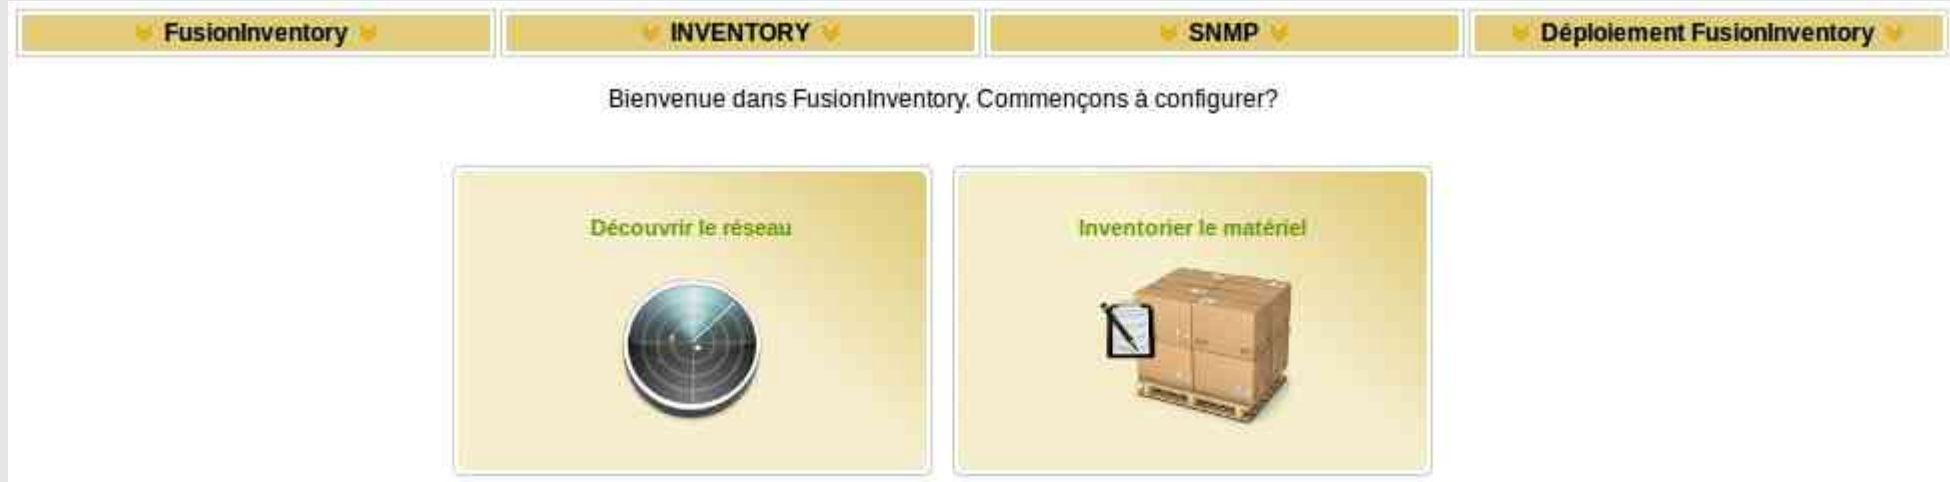 FusionInventory
INVENTORY
SNMP
Déploiement FusionInventory
Bienvenue dans FusionInventory. Commençons à configurer?
Découvrir le réseau
Inventorier le matériel